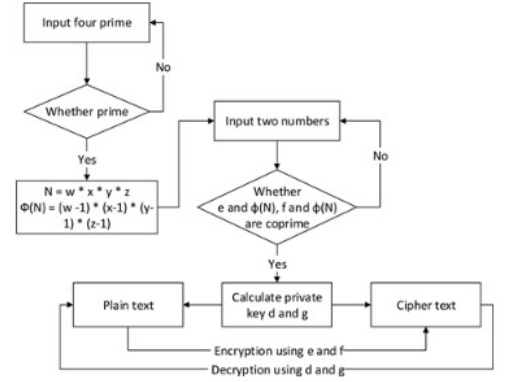 Input four prime
No
Whether prime
Yes
N = w * x * y * z
Φ(N) = (w -1) * (x-1) * (y-
1) * (z-1)
Input two numbers
No
Whether
e and ϕ(N), f and ϕ(N)
are coprime
Yes
Plain text
Calculate private
key d and g
Cipher text
Encryption using e and f
Decryption using d and g